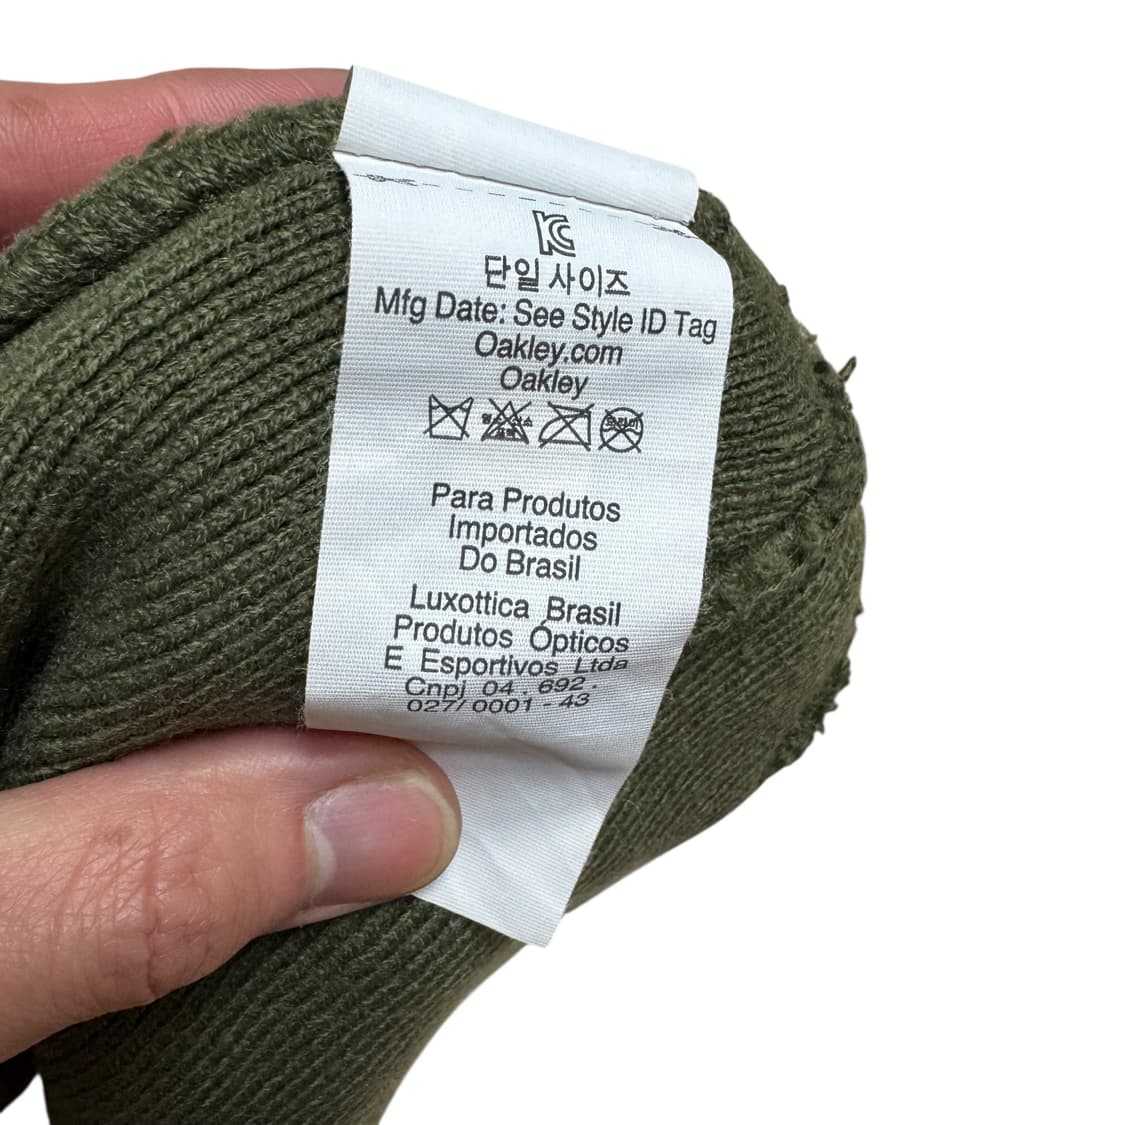 KC
단일 사이즈
Mfg Date: See Style ID Tag
Oakley.com
Oakley
Para Produtos
Importados
Do Brasil
Luxottica Brasil
Produtos Ópticos
E Esportivos Ltda
Cnpj 04 . 692 .
027/ 0001 - 43